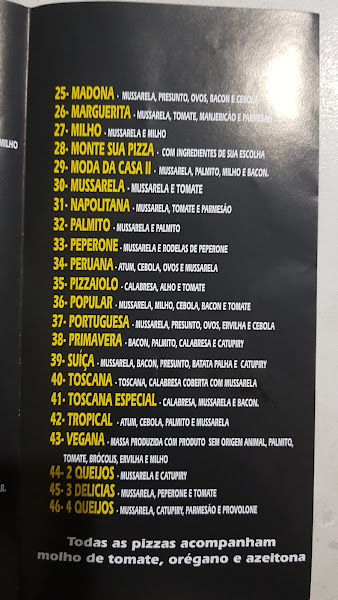 MILHO
25- MADONA - MUSSARELA, PRESUNTO, OVOS, BACON E CEBOLA
26- MARGUERITA - MUSSARELA, TOMATE, MANJERICÃO E PARMESÃO
27- MILHO - MUSSARELA E MILHO
28- MONTE SUA PIZZA - COM INGREDIENTES DE SUA ESCOLHA
29- MODA DA CASA II - MUSSARELA, PALMITO, MILHO E BACON.
30- MUSSARELA - MUSSARELA E TOMATE
31- NAPOLITANA - MUSSARELA, TOMATE E PARMESÃO
32- PALMITO - MUSSARELA E PALMITO
33- PEPERONE - MUSSARELA E RODELAS DE PEPERONE
34- PERUANA - ATUM, CEBOLA, OVOS E MUSSARELA
35- PIZZAIOLO - CALABRESA, ALHO E TOMATE
36- POPULAR - MUSSARELA, MILHO, CEBOLA, BACON E TOMATE
37- PORTUGUESA - MUSSARELA, PRESUNTO, OVOS, ERVILHA E CEBOLA
38- PRIMAVERA - BACON, PALMITO, CALABRESA E CATUPIRY
39- SUÍÇA - MUSSARELA, BACON, PRESUNTO, BATATA PALHA E CATUPIRY
40- TOSCANA - TOSCANA, CALABRESA COBERTA COM MUSSARELA
41- TOSCANA ESPECIAL - CALABRESA, MUSSARELA E BACON.
42- TROPICAL - ATUM, CEBOLA, PALMITO E MUSSARELA
43- VEGANA - MASSA PRODUZIDA COM PRODUTO SEM ORIGEM ANIMAL, PALMITO,
TOMATE, BRÓCILIS, ERVILHA E MILHO
44- 2 QUEIJOS - MUSSARELA E CATUPIRY
45- 3 DELICIAS - MUSSARELA, PEPERONE E TOMATE
46- 4 QUEIJOS - MUSSARELA, CATUPIRY, PARMESÃO E PROVOLONE
Todas as pizzas acompanham
molho de tomate, orégano e azeitona